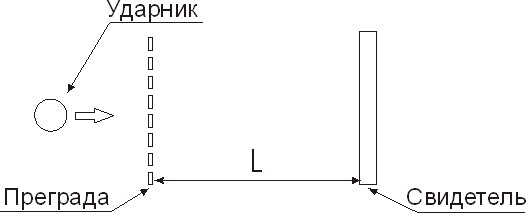 Ударник
L
Преграда
Свидетель